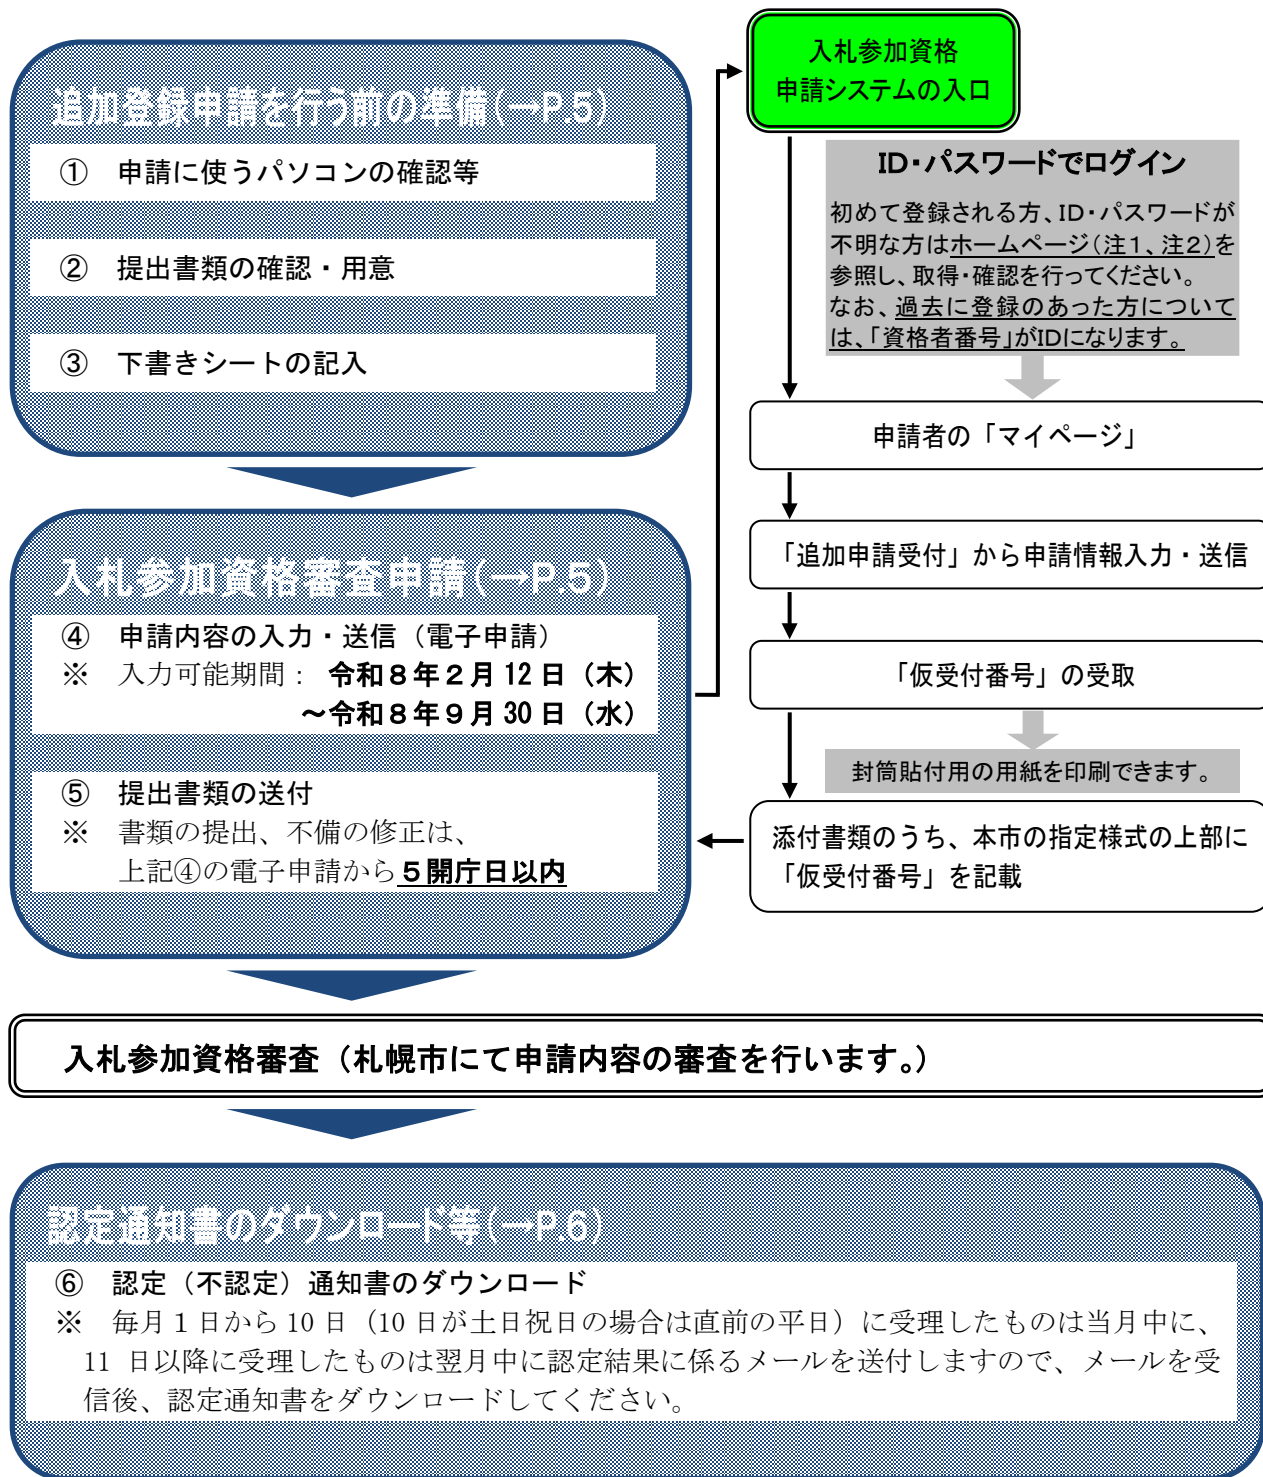 追加登録申請を行う前の準備(→P.5)
① 申請に使うパソコンの確認等
② 提出書類の確認・用意
③ 下書きシートの記入
入札参加資格審査申請(→P.5)
④ 申請内容の入力・送信（電子申請）
※ 入力可能期間： 令和８年２月 12 日（木）
～令和８年９月 30 日（水）
⑤ 提出書類の送付
※ 書類の提出、不備の修正は、
上記④の電子申請から５開庁日以内
入札参加資格
申請システムの入口
ID・パスワードでログイン
初めて登録される方、ID・パスワードが
不明な方はホームページ（注１、注２）を
参照し、取得・確認を行ってください。
なお、過去に登録のあった方について
は、「資格者番号」がIDになります。
申請者の「マイページ」
「追加申請受付」から申請情報入力・送信
「仮受付番号」の受取
封筒貼付用の用紙を印刷できます。
添付書類のうち、本市の指定様式の上部に
「仮受付番号」を記載
入札参加資格審査（札幌市にて申請内容の審査を行います。）
認定通知書のダウンロード等(→P.6)
⑥ 認定（不認定）通知書のダウンロード
※ 毎月１日から 10 日（10 日が土日祝日の場合は直前の平日）に受理したものは当月中に、
11 日以降に受理したものは翌月中に認定結果に係るメールを送付しますので、メールを受
信後、認定通知書をダウンロードしてください。